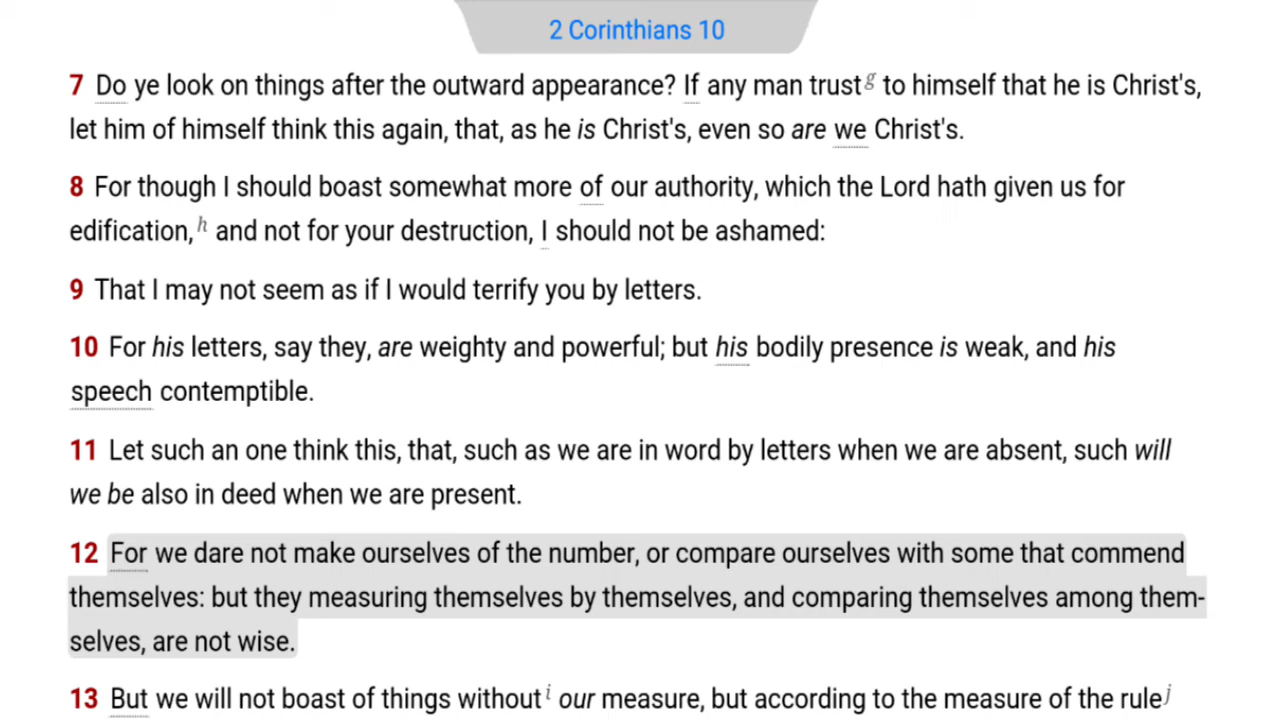 2 Corinthians 10
7 Do ye look on things after the outward appearance? If any man trust g to himself that he is Christ's,
let him of himself think this again, that, as he is Christ's, even so are we Christ's.
8 For though I should boast somewhat more of our authority, which the Lord hath given us for
edification, h and not for your destruction, I should not be ashamed:
9 That I may not seem as if I would terrify you by letters.
10 For his letters, say they, are weighty and powerful; but his bodily presence is weak, and his
speech contemptible.
11 Let such an one think this, that, such as we are in word by letters when we are absent, such will
we be also in deed when we are present.
12 For we dare not make ourselves of the number, or compare ourselves with some that commend
themselves: but they measuring themselves by themselves, and comparing themselves among them-
selves, are not wise.
13 But we will not boast of things without i our measure, but according to the measure of the rule j